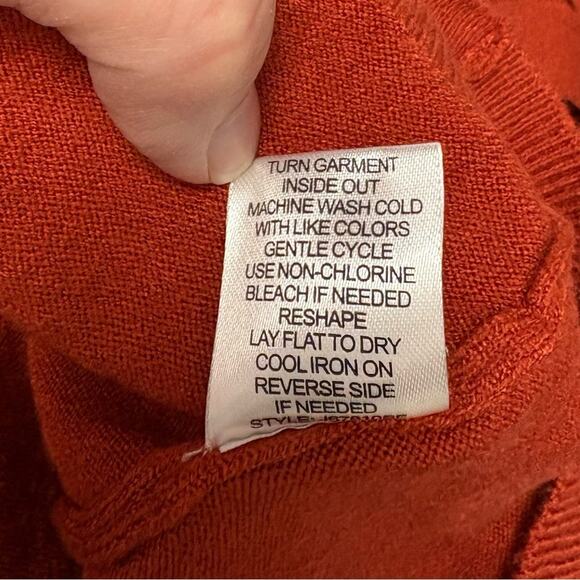 TURN GARMENT
INSIDE OUT
MACHINE WASH COLD
WITH LIKE COLORS
GENTLE CYCLE
USE NON-CHLORINE
BLEACH IF NEEDED
RESHAPE
LAY FLAT TO DRY
COOL IRON ON
REVERSE SIDE
IF NEEDED
STYLE: